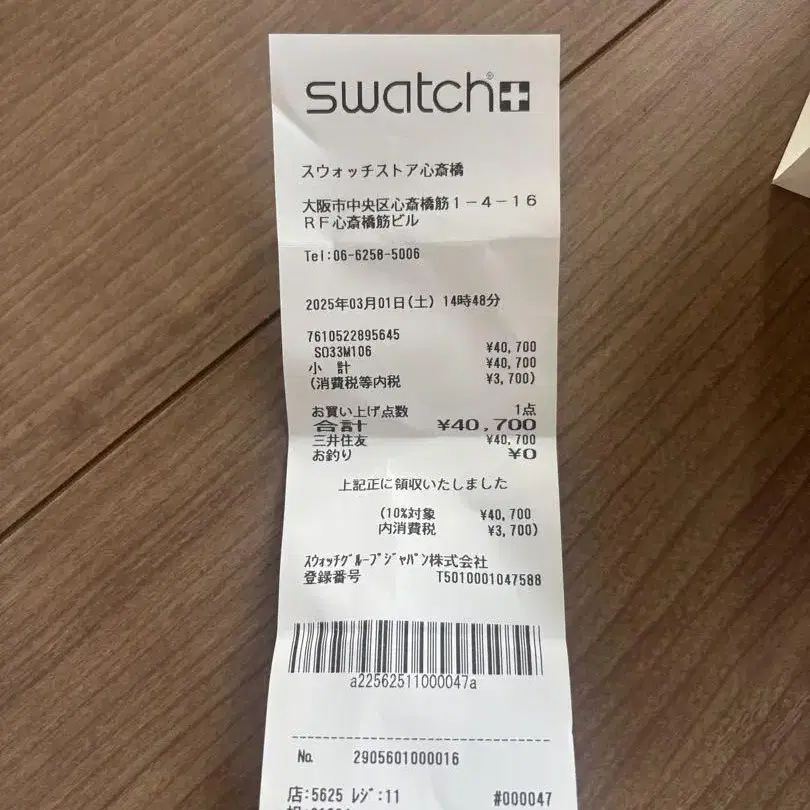 swatch®
スウォッチストア心斎橋
大阪市中央区心斎橋筋1-4-16
RF心斎橋筋ビル
Tel:06-6258-5006
2025年03月01日(土) 14時48分
7610522895645
SO33M106 ¥40,700
小 計 ¥40,700
(消費税等内税 ¥3,700)
お買い上げ点数 1点
合計 ¥40,700
三井住友 ¥40,700
お釣り ¥0
上記正に領収いたしました
(10%対象 ¥40,700
内消費税 ¥3,700)
スウォッチグループジャパン株式会社
登録番号 T5010001047588
a22562511000047a
No. 2905601000016
店:5625 レジ:11 #000047